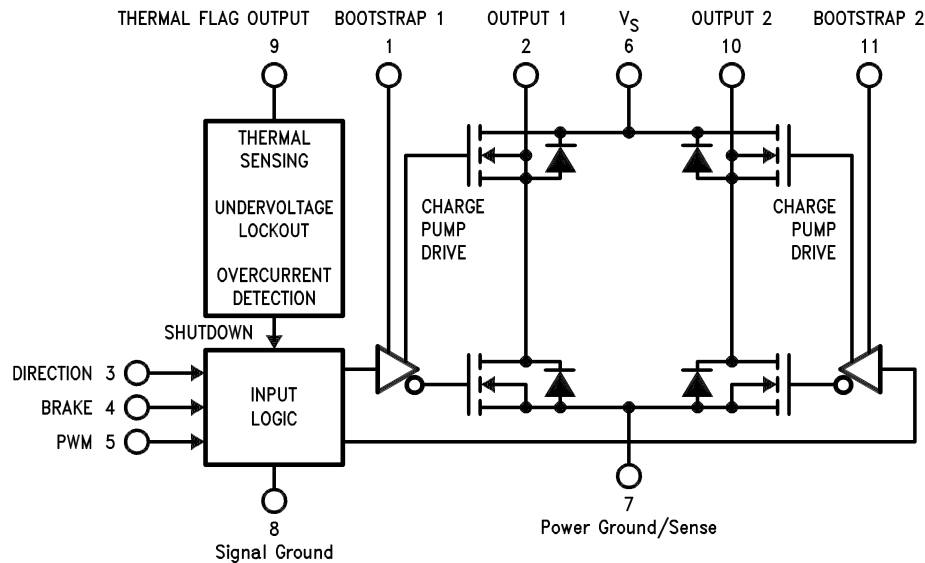 THERMAL FLAG OUTPUT
9
BOOTSTRAP 1
1
OUTPUT 1
2
VS
6
OUTPUT 2
10
BOOTSTRAP 2
11
THERMAL
SENSING
UNDERVOLTAGE
LOCKOUT
OVERCURRENT
DETECTION
CHARGE
PUMP
DRIVE
CHARGE
PUMP
DRIVE
SHUTDOWN
DIRECTION 3
BRAKE 4
PWM 5
INPUT
LOGIC
8
Signal Ground
7
Power Ground/Sense